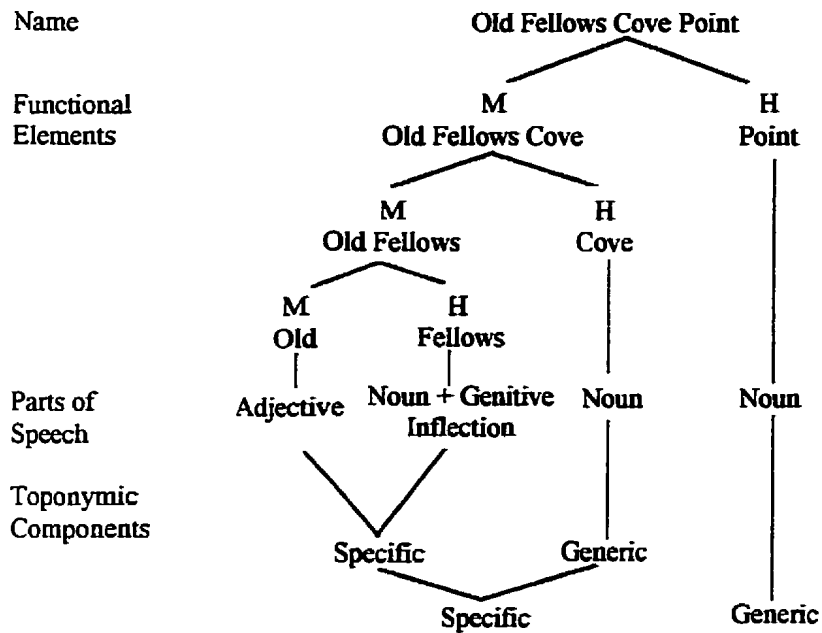 Name
Old Fellows Cove Point
Functional
Elements
M
H
Old Fellows Cove
Point
M
H
Old Fellows
Cove
M
H
Old
Fellows
Parts of
Speech
Adjective
Noun + Genitive
Inflection
Noun
Noun
Toponymic
Components
Specific
Generic
Specific
Generic